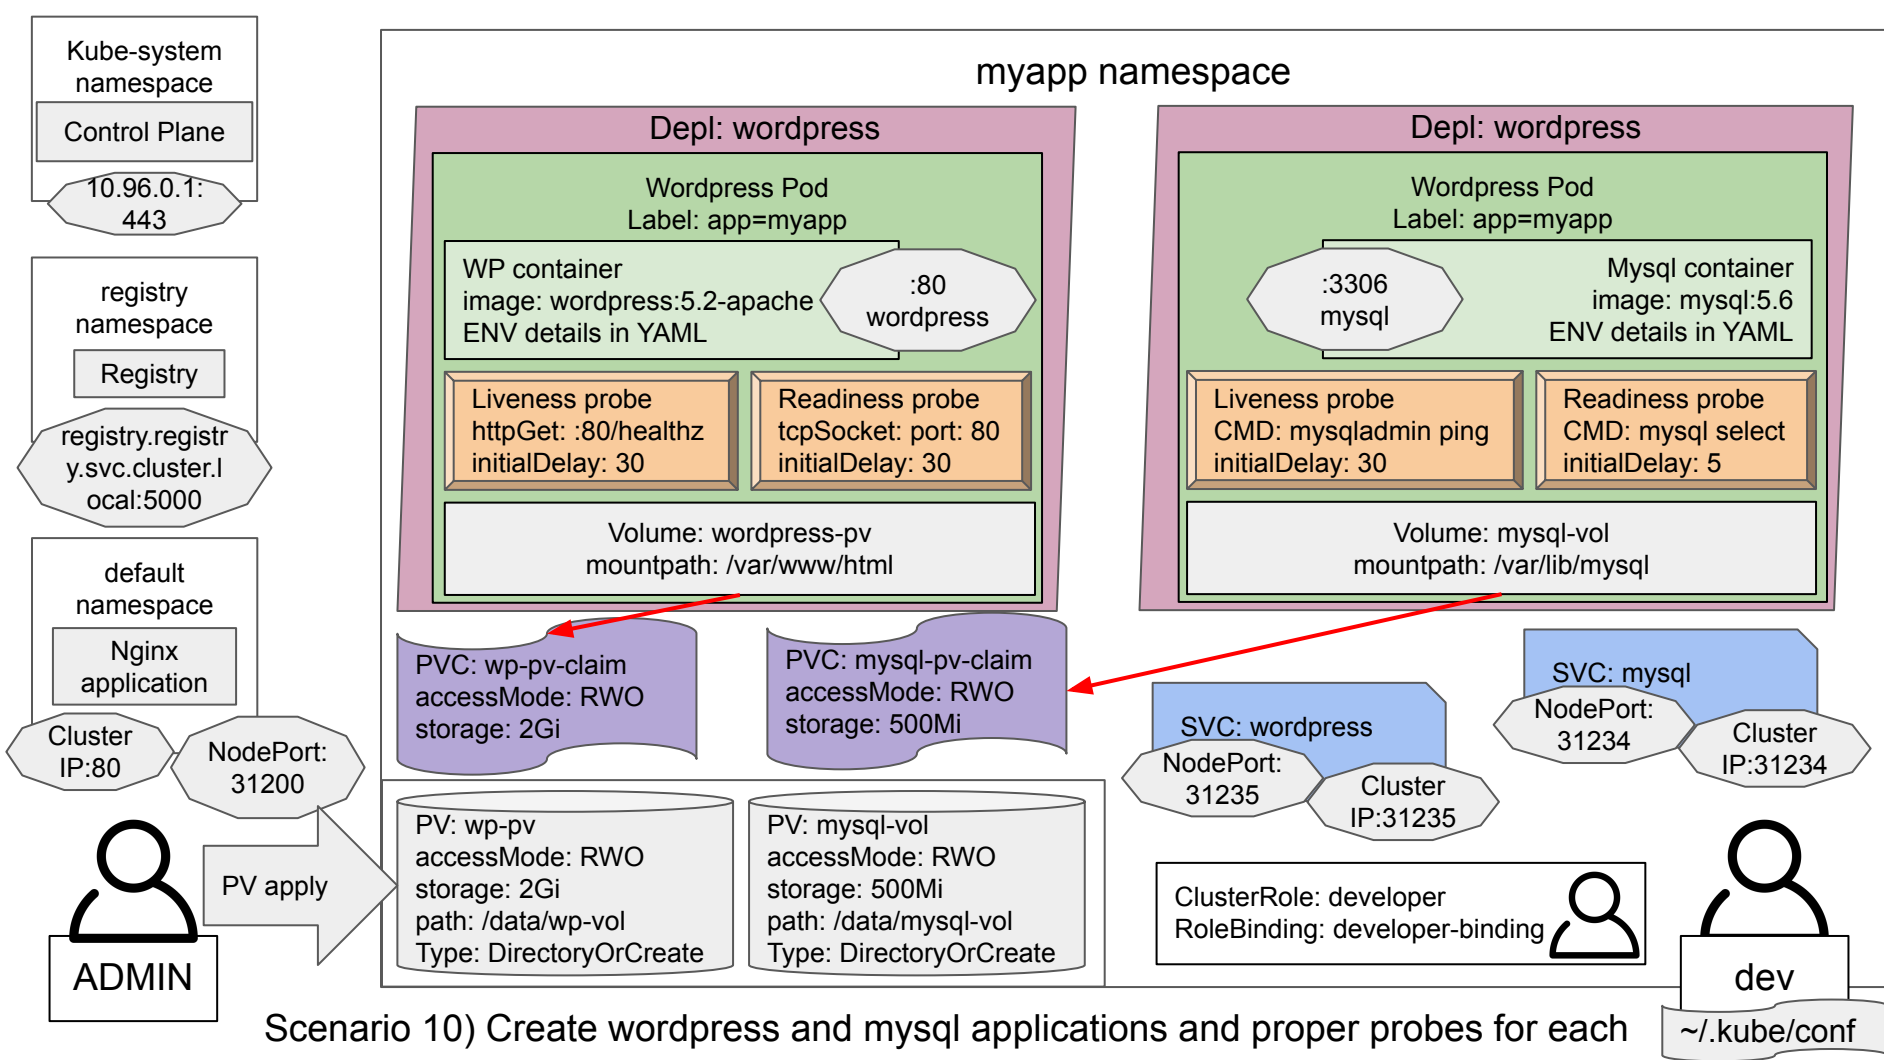 Kube-system
namespace
Control Plane
10.96.0.1:
443
registry
namespace
Registry
registry.registr
y.svc.cluster.l
ocal:5000
default
namespace
Nginx
application
Cluster
IP:80
NodePort:
31200
ADMIN
PV apply
myapp namespace
Depl: wordpress
Wordpress Pod
Label: app=myapp
WP container
image: wordpress:5.2-apache
ENV details in YAML
:80
wordpress
Liveness probe
httpGet: :80/healthz
initialDelay: 30
Readiness probe
tcpSocket: port: 80
initialDelay: 30
Volume: wordpress-pv
mountpath: /var/www/html
Depl: wordpress
Wordpress Pod
Label: app=myapp
:3306
mysql
Mysql container
image: mysql:5.6
ENV details in YAML
Liveness probe
CMD: mysqladmin ping
initialDelay: 30
Readiness probe
CMD: mysql select
initialDelay: 5
Volume: mysql-vol
mountpath: /var/lib/mysql
PVC: wp-pv-claim
accessMode: RWO
storage: 2Gi
PVC: mysql-pv-claim
accessMode: RWO
storage: 500Mi
SVC: wordpress
NodePort:
31235
Cluster
IP:31235
SVC: mysql
NodePort:
31234
Cluster
IP:31234
PV: wp-pv
accessMode: RWO
storage: 2Gi
path: /data/wp-vol
Type: DirectoryOrCreate
PV: mysql-vol
accessMode: RWO
storage: 500Mi
path: /data/mysql-vol
Type: DirectoryOrCreate
ClusterRole: developer
RoleBinding: developer-binding
dev
~/.kube/conf
Scenario 10) Create wordpress and mysql applications and proper probes for each